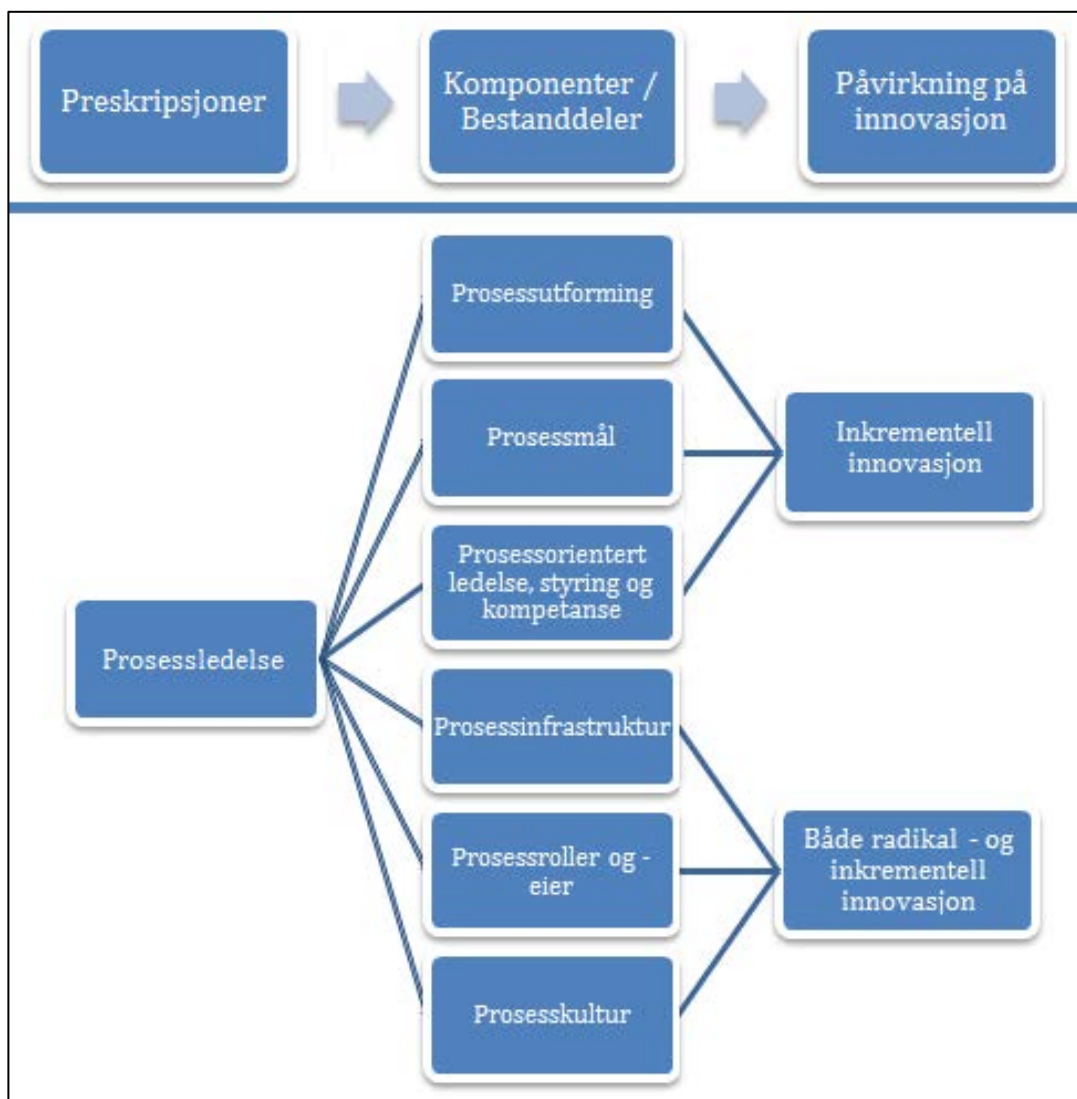 Preskripsjoner
Komponenter /
Bestanddeler
Påvirkning på
innovasjon
Prosessutforming
Prosessmål
Prosessorientert
ledelse, styring og
kompetanse
Prosessledelse
Prosessinfrastruktur
Prosessroller og -
eier
Prosesskultur
Inkrementell
innovasjon
Både radikal - og
inkrementell
innovasjon